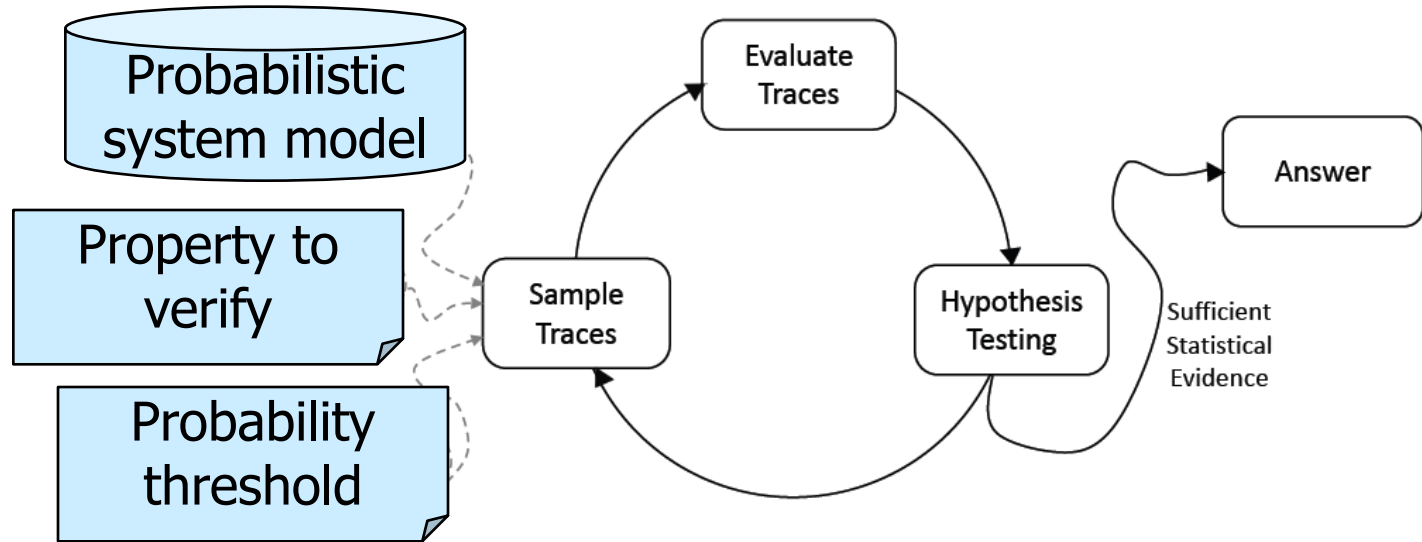 Probabilistic
system model
Property to
verify
Probability
threshold
Sample
Traces
Evaluate
Traces
Hypothesis
Testing
Sufficient
Statistical
Evidence
Answer